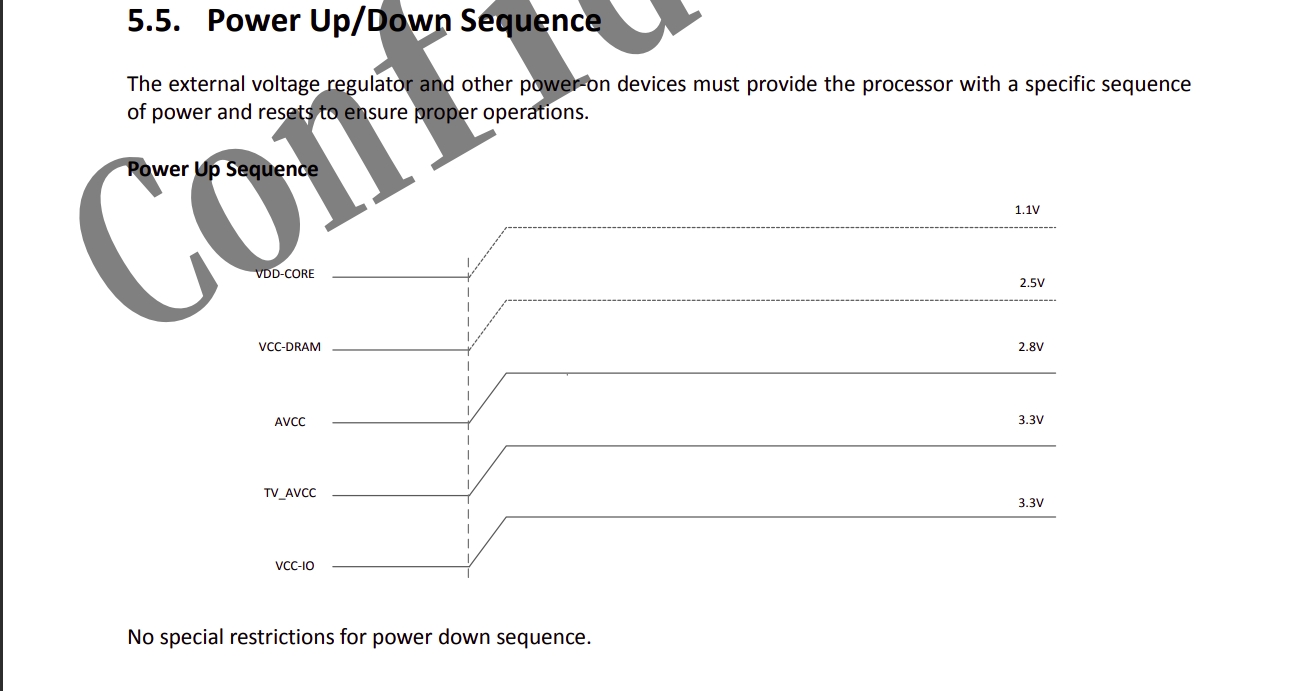 5.5. Power Up/Down Sequence
The external voltage regulator and other power-on devices must provide the processor with a specific sequence
of power and resets to ensure proper operations.
Power Up Sequence
1.1V
VDD-CORE
2.5V
VCC-DRAM
2.8V
AVCC
3.3V
TV_AVCC
3.3V
VCC-IO
No special restrictions for power down sequence.